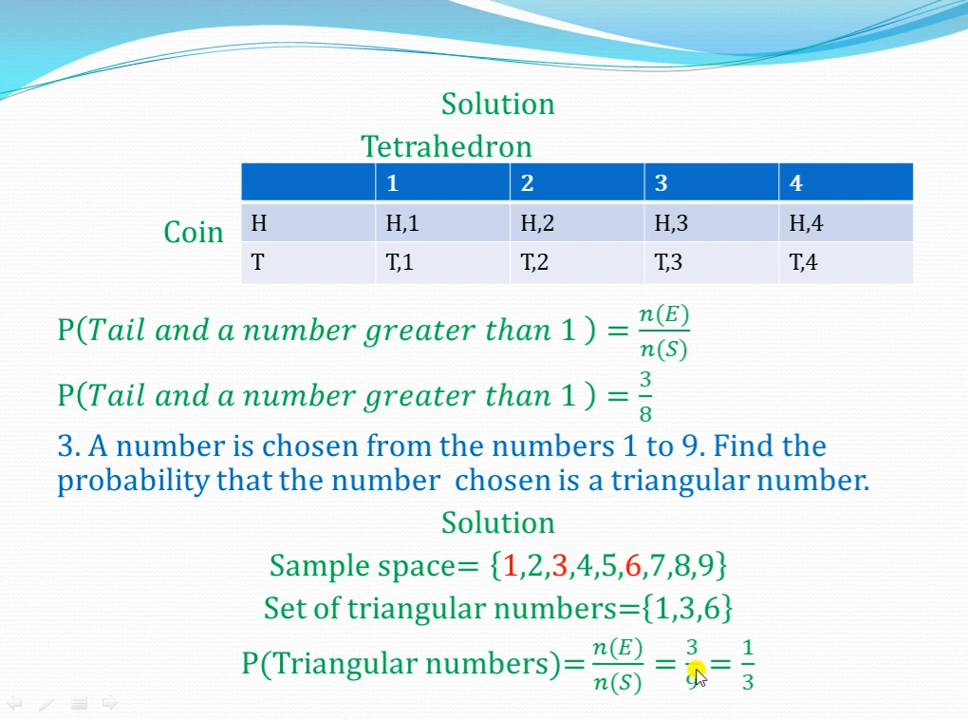 Solution
Tetrahedron
1 2 3 4
Coin H H,1 H,2 H,3 H,4
T T,1 T,2 T,3 T,4
P(Tail and a number greater than 1 ) = n(E)/n(S)
P(Tail and a number greater than 1 ) = 3/8
3. A number is chosen from the numbers 1 to 9. Find the
probability that the number chosen is a triangular number.
Solution
Sample space= {1,2,3,4,5,6,7,8,9}
Set of triangular numbers={1,3,6}
P(Triangular numbers)= n(E)/n(S) = 3/9 = 1/3